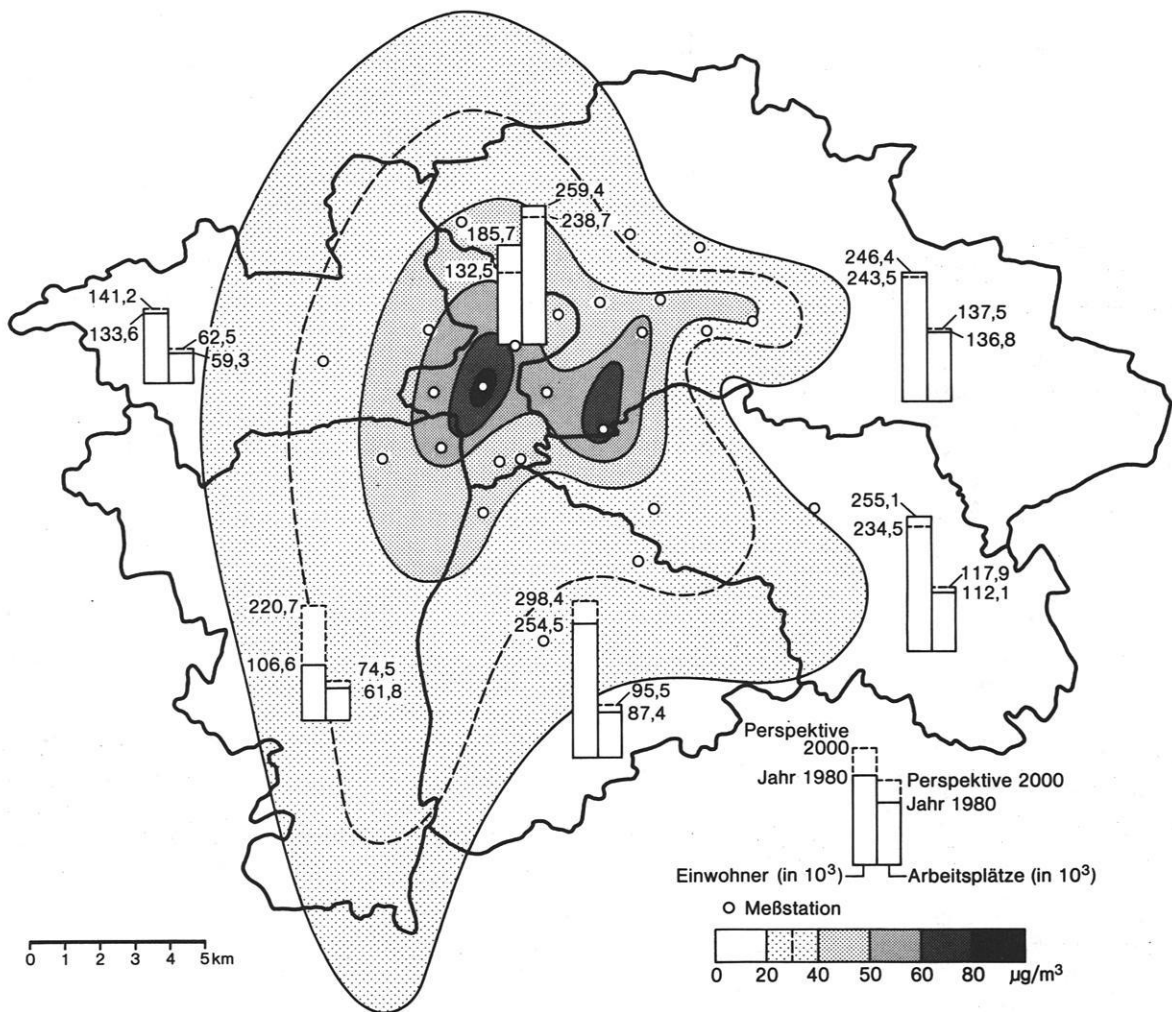 259,4
238,7
185,7
132,5
246,4
243,5
137,5
136,8
141,2
133,6
62,5
59,3
255,1
234,5
117,9
112,1
220,7
106,6
74,5
61,8
298,4
254,5
95,5
87,4
Perspektive
2000
Jahr 1980
Perspektive 2000
Jahr 1980
Einwohner (in 10³)
Arbeitsplätze (in 10³)
Meßstation
0 1 2 3 4 5 km
0 20 40 50 60 80 µg/m³